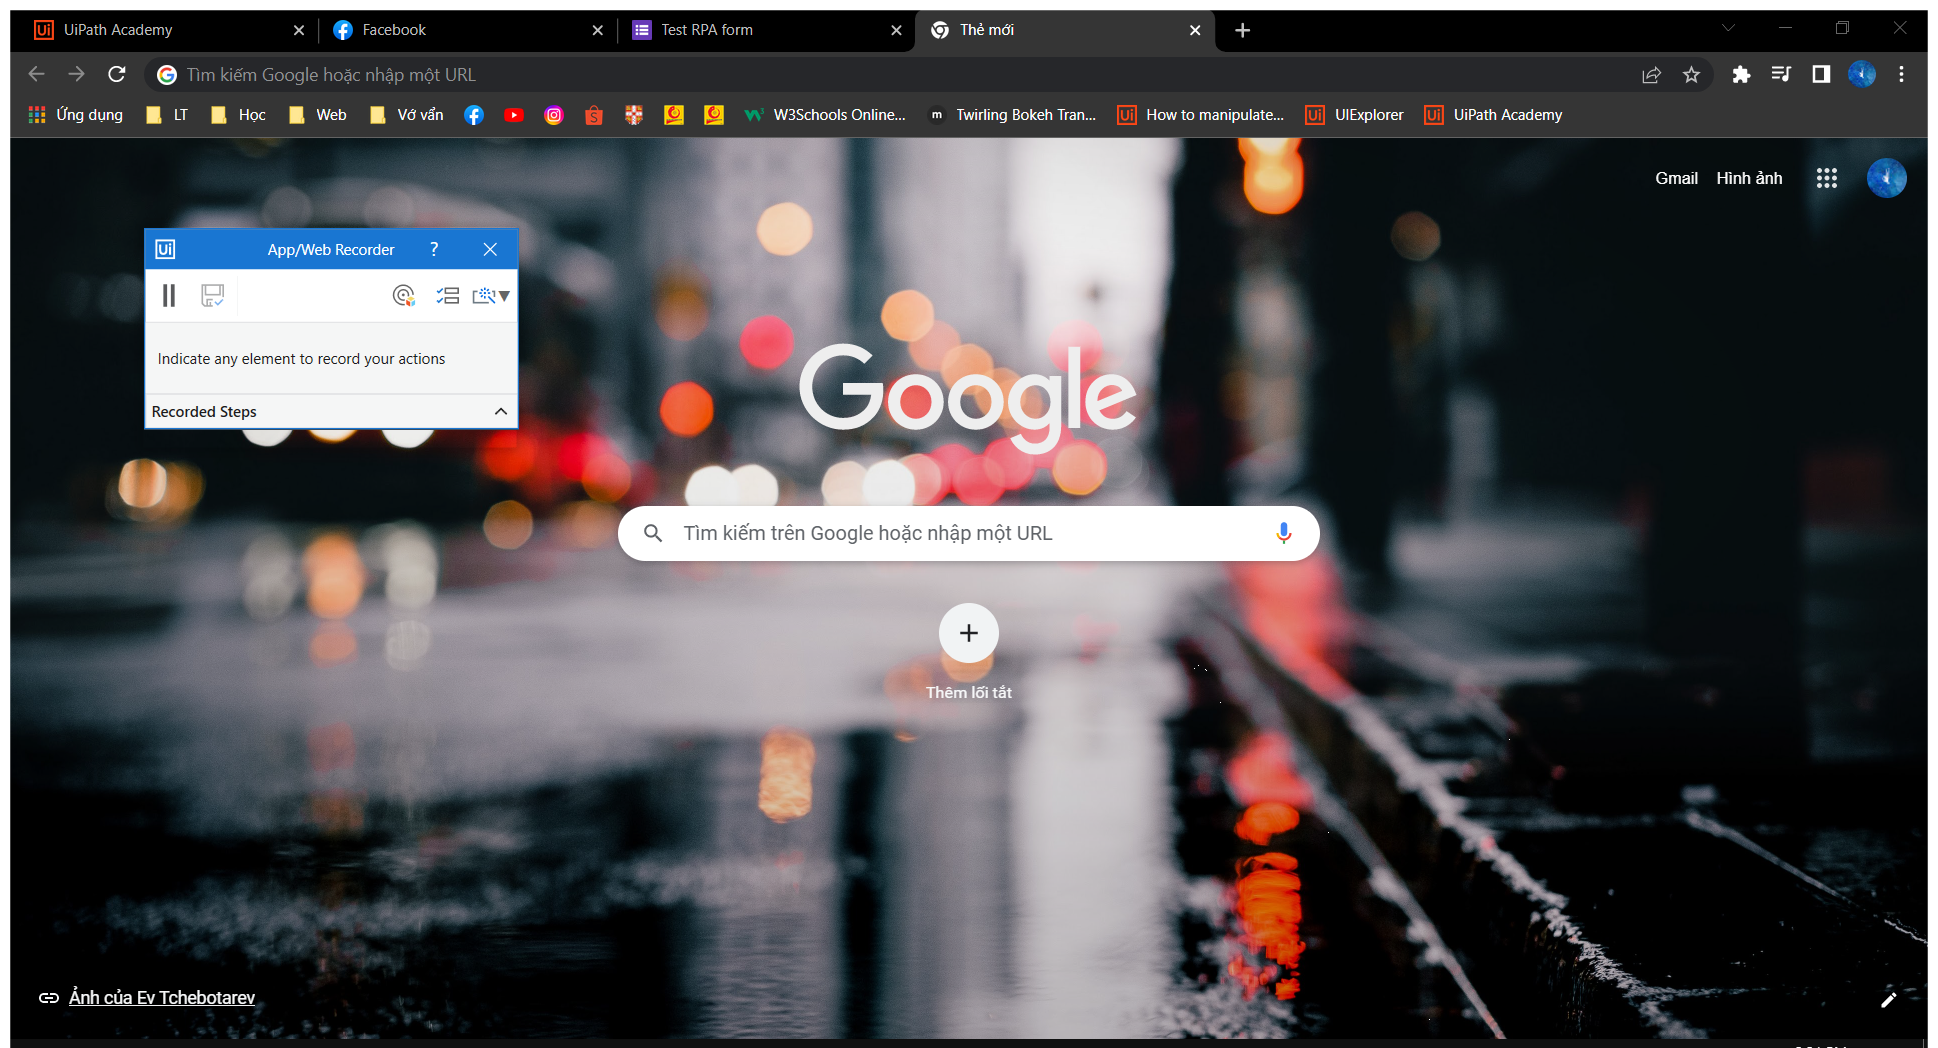 UiPath Academy
Facebook
Test RPA form
Thẻ mới
Tìm kiếm Google hoặc nhập một URL
Ứng dụng LT Học Web Vớ vẩn W3Schools Online... m Twirling Bokeh Tran... Ui How to manipulate... Ui UIExplorer Ui UiPath Academy
Gmail Hình ảnh
Ui App/Web Recorder ?
Indicate any element to record your actions
Recorded Steps
Google
Tìm kiếm trên Google hoặc nhập một URL
Thêm lối tắt
Ảnh của Ev Tchebotarev